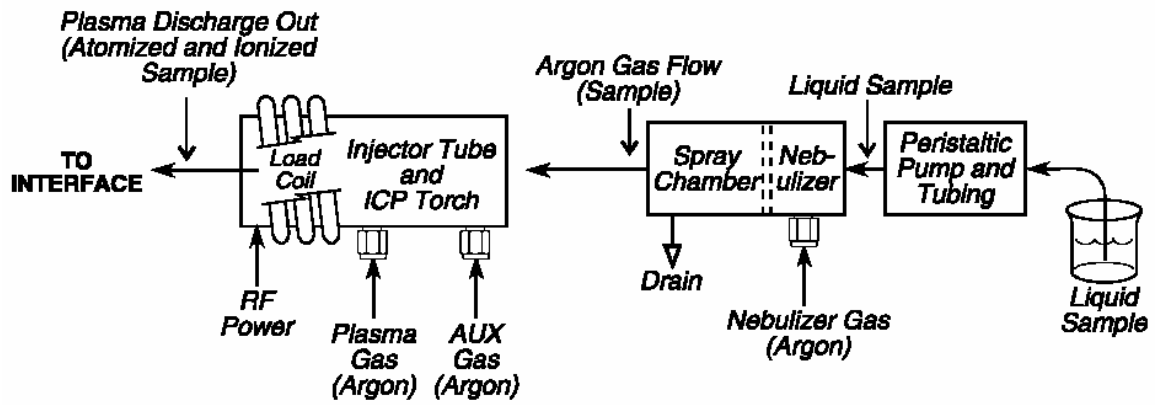 Plasma Discharge Out
(Atomized and Ionized
Sample)
TO
INTERFACE
Load
Coil
Injector Tube
and
ICP Torch
RF
Power
Plasma
Gas
(Argon)
AUX
Gas
(Argon)
Argon Gas Flow
(Sample)
Spray
Chamber
Neb-
ulizer
Drain
Nebulizer Gas
(Argon)
Liquid Sample
Peristaltic
Pump and
Tubing
Liquid
Sample